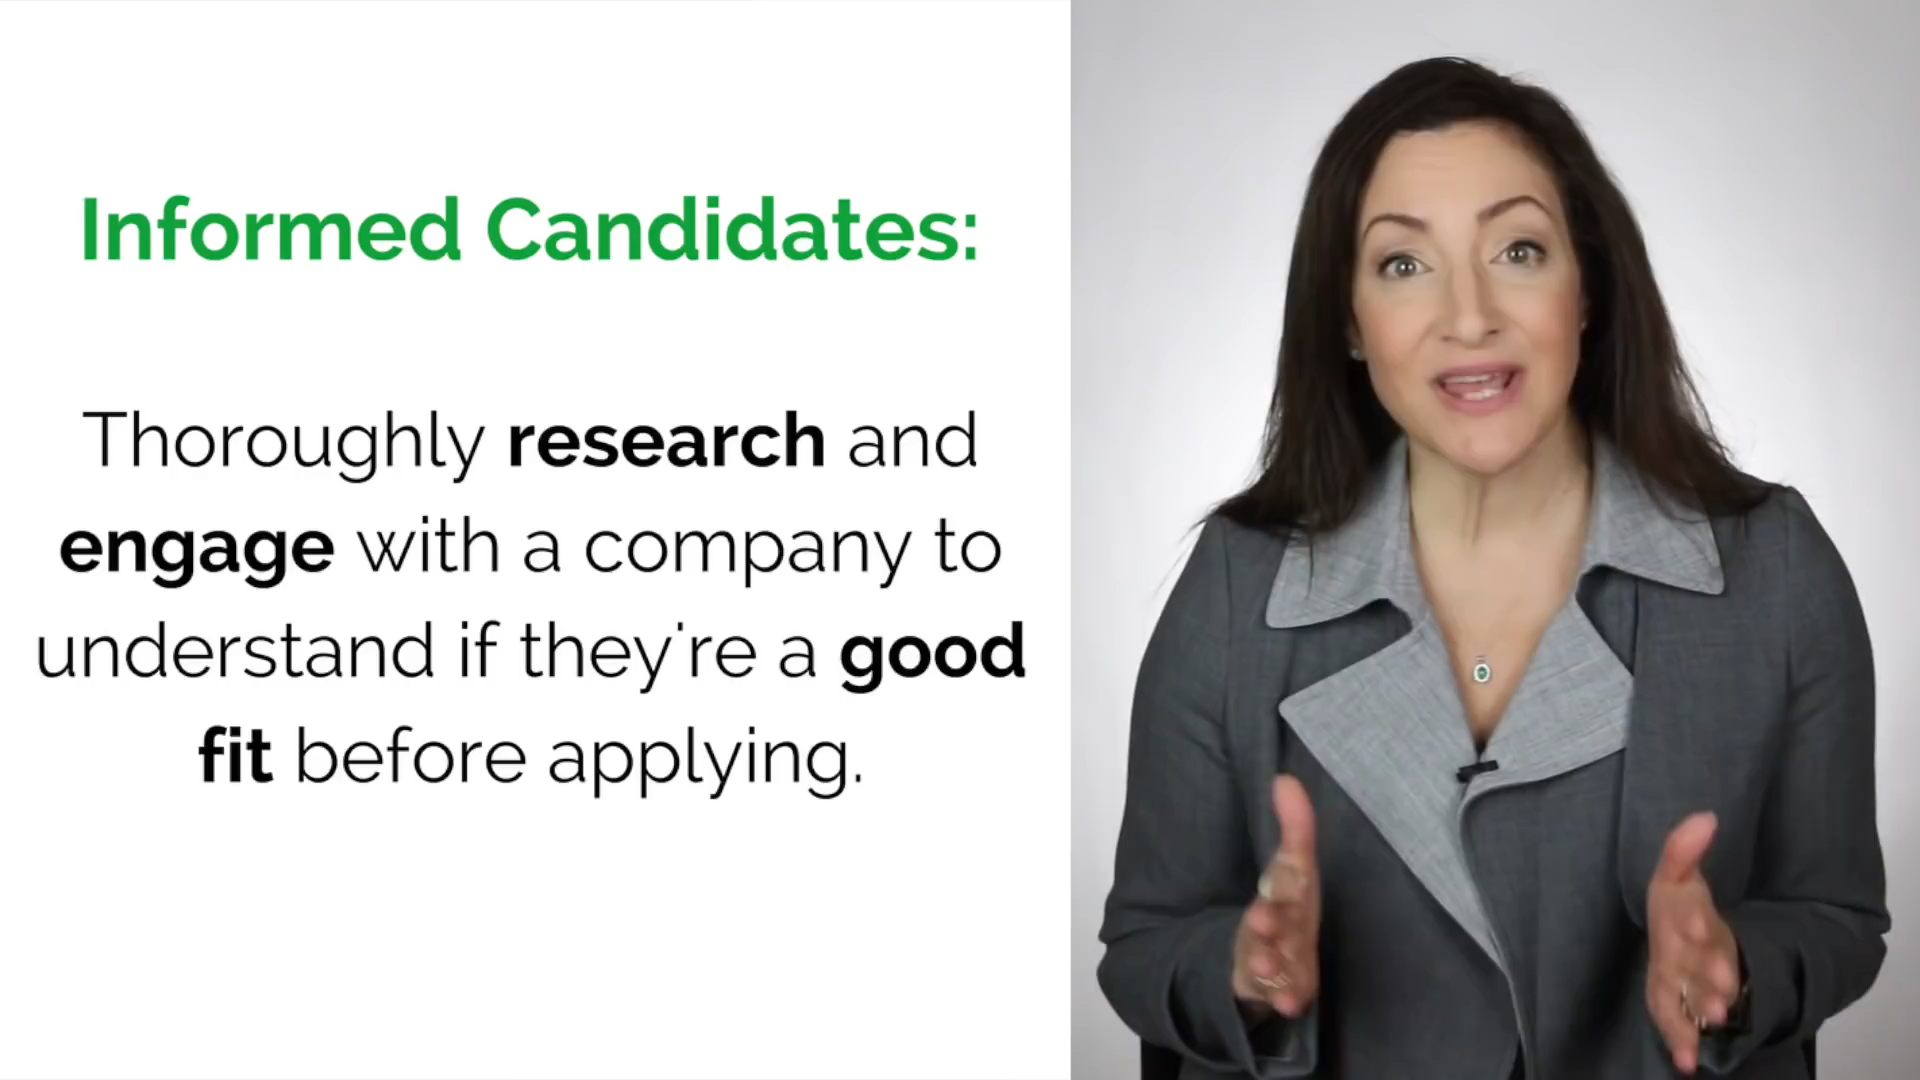 Informed Candidates:
Thoroughly research and
engage with a company to
understand if they're a good
fit before applying.